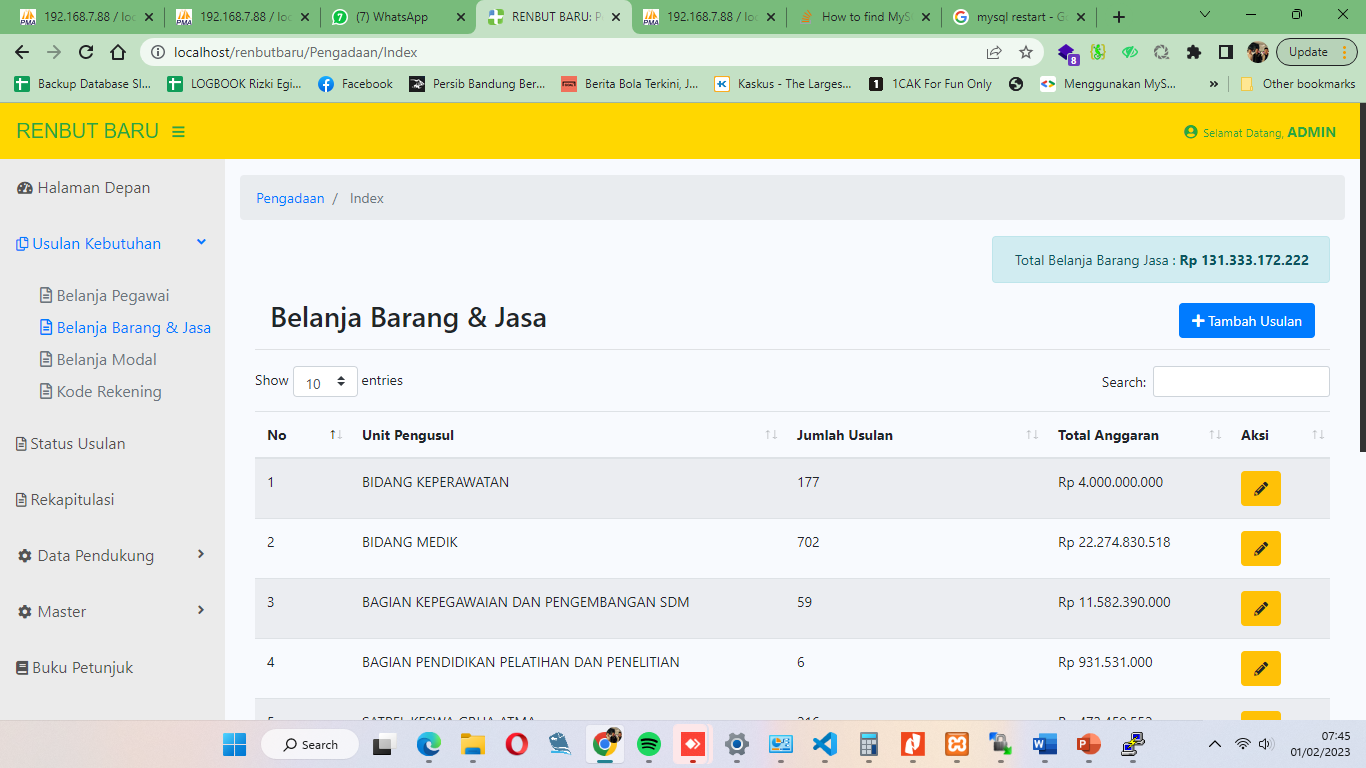 192.168.7.88 / loc
192.168.7.88 / loc
(7) WhatsApp
RENBUT BARU: P
192.168.7.88 / loc
How to find MyS
mysql restart - G
localhost/renbutbaru/Pengadaan/Index
8
Update
Backup Database SI...
LOGBOOK Rizki Egi...
Facebook
Persib Bandung Ber...
Berita Bola Terkini, J...
Kaskus - The Larges...
1CAK For Fun Only
Menggunakan MyS...
»
Other bookmarks
RENBUT BARU
Selamat Datang, ADMIN
Halaman Depan
Usulan Kebutuhan
Belanja Pegawai
Belanja Barang & Jasa
Belanja Modal
Kode Rekening
Status Usulan
Rekapitulasi
Data Pendukung
Master
Buku Petunjuk
Pengadaan / Index
Total Belanja Barang Jasa : Rp 131.333.172.222
Belanja Barang & Jasa
Tambah Usulan
Show 10 entries
Search:
No Unit Pengusul Jumlah Usulan Total Anggaran Aksi
1 BIDANG KEPERAWATAN 177 Rp 4.000.000.000
2 BIDANG MEDIK 702 Rp 22.274.830.518
3 BAGIAN KEPEGAWAIAN DAN PENGEMBANGAN SDM 59 Rp 11.582.390.000
4 BAGIAN PENDIDIKAN PELATIHAN DAN PENELITIAN 6 Rp 931.531.000
Search
07:45
01/02/2023